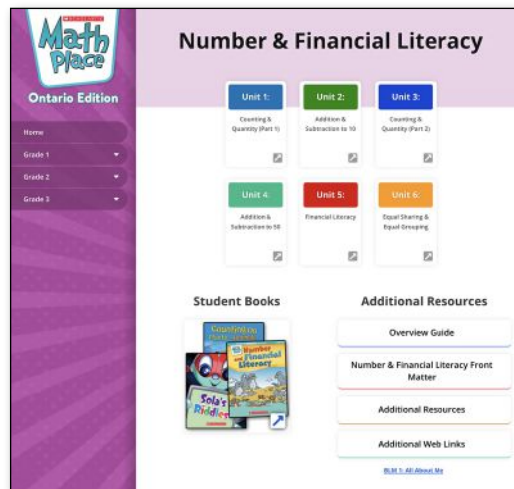 SCHOLASTIC
Math
Place
Ontario Edition
Home
Grade 1
Grade 2
Grade 3
Number & Financial Literacy
Unit 1:
Counting &
Quantity (Part 1)
Unit 2:
Addition &
Subtraction to 10
Unit 3:
Counting &
Quantity (Part 2)
Unit 4:
Addition &
Subtraction to 50
Unit 5:
Financial Literacy
Unit 6:
Equal Sharing &
Equal Grouping
Student Books
Number
and Financial
Literacy
Sola's
Riddles
Additional Resources
Overview Guide
Number & Financial Literacy Front
Matter
Additional Resources
Additional Web Links
BLM 1: All About Me